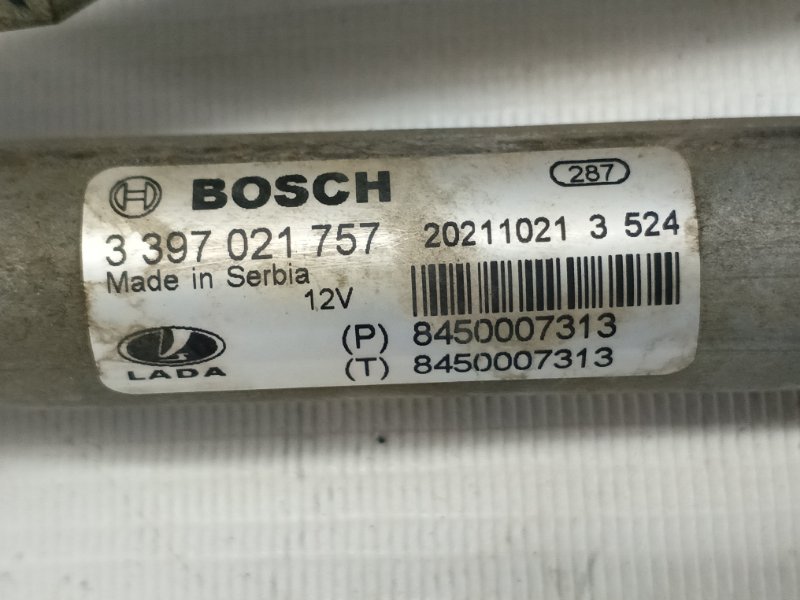 BOSCH
287
3 397 021 757
20211021 3 524
Made in Serbia
12V
(P) 8450007313
(T) 8450007313
LADA